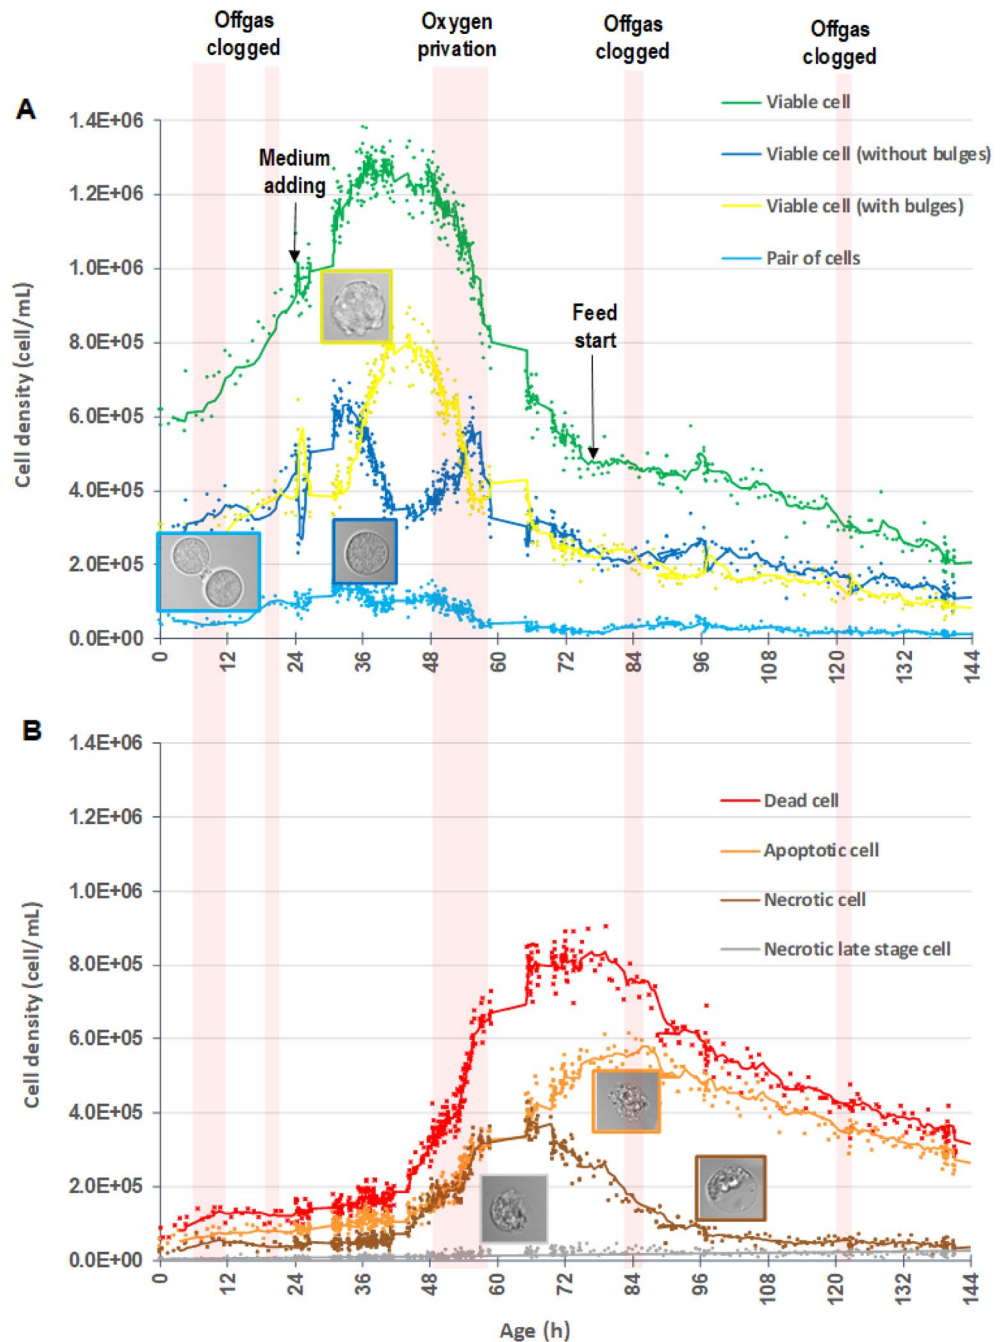 Offgas
clogged
Oxygen
privation
Offgas
clogged
Offgas
clogged
A
1.4E+06
1.2E+06
1.0E+06
8.0E+05
6.0E+05
4.0E+05
2.0E+05
0.0E+00
Cell density (cell/mL)
Medium
adding
Feed
start
Viable cell
Viable cell (without bulges)
Viable cell (with bulges)
Pair of cells
0
12
24
36
48
60
72
84
96
108
120
132
144
B
1.4E+06
1.2E+06
1.0E+06
8.0E+05
6.0E+05
4.0E+05
2.0E+05
0.0E+00
Cell density (cell/mL)
Dead cell
Apoptotic cell
Necrotic cell
Necrotic late stage cell
0
12
24
36
48
60
72
84
96
108
120
132
144
Age (h)